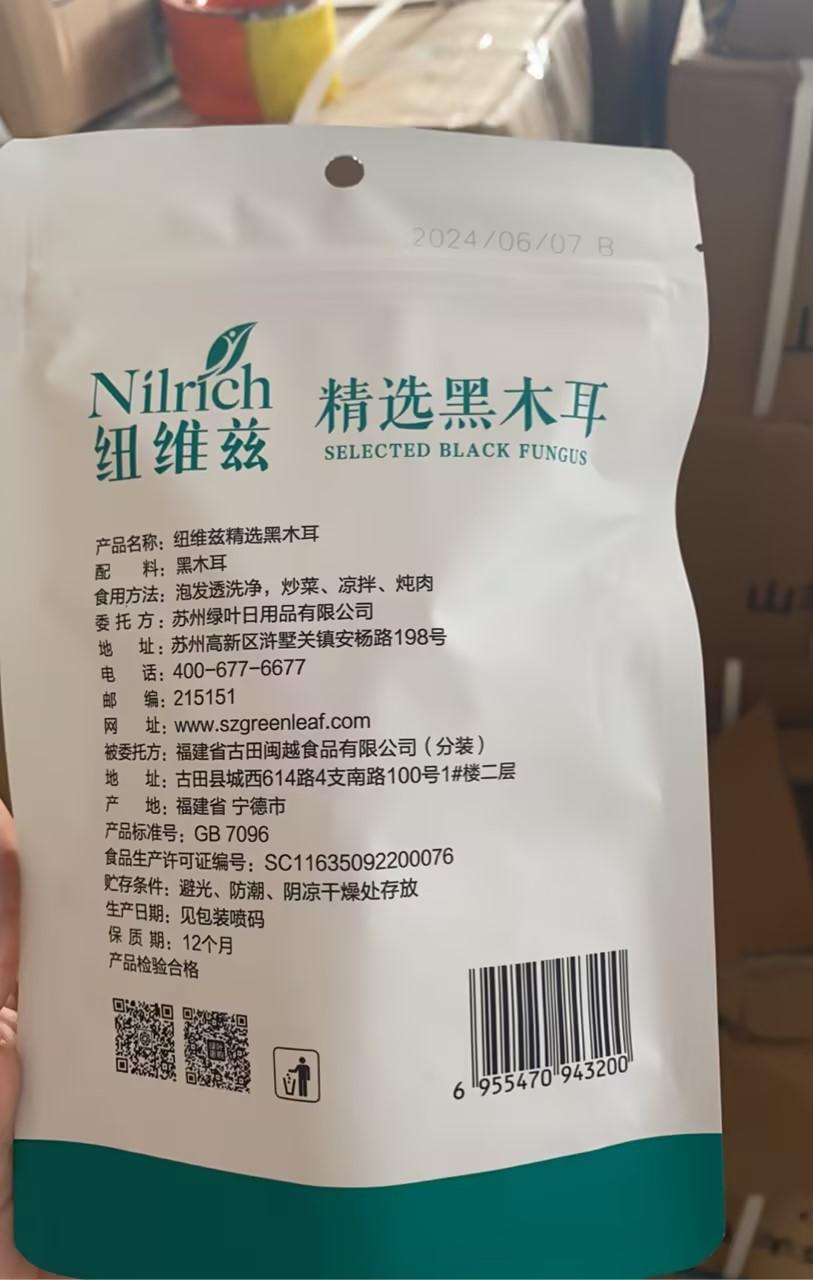 2024/06/07 B
Nilrich
纽维兹
精选黑木耳
SELECTED BLACK FUNGUS
产品名称：纽维兹精选黑木耳
配 料：黑木耳
食用方法：泡发透洗净，炒菜、凉拌、炖肉
委 托 方：苏州绿叶日用品有限公司
地 址：苏州高新区浒墅关镇安杨路198号
电 话：400-677-6677
邮 编：215151
网 址：www.szgreenleaf.com
被委托方：福建省古田闽越食品有限公司（分装）
地 址：古田县城西614路4支南路100号1#楼二层
产 地：福建省 宁德市
产品标准号：GB 7096
食品生产许可证编号：SC11635092200076
贮存条件：避光、防潮、阴凉干燥处存放
生产日期：见包装喷码
保 质 期：12个月
产品检验合格
6 955470 943200
山